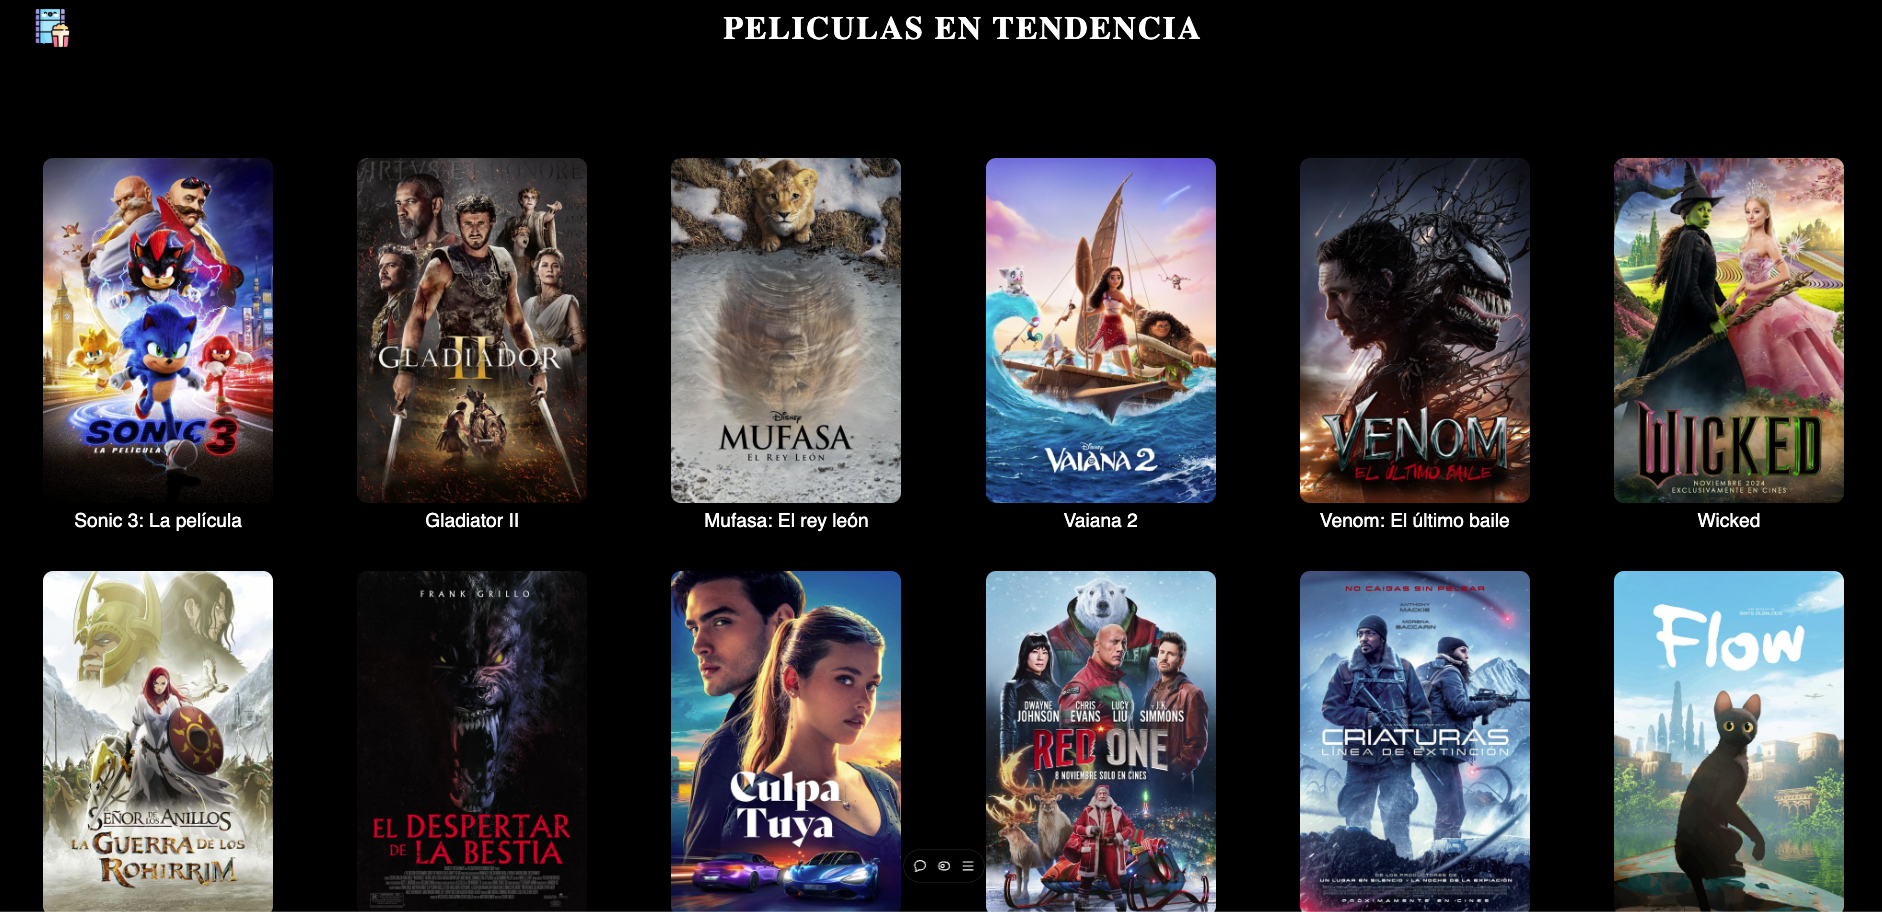 PELICULAS EN TENDENCIA
SONIC 3
LA PELÍCULA
Sonic 3: La película
GLADIADOR
II
Gladiator II
Disney
MUFASA
EL REY LEÓN
Mufasa: El rey león
Disney
VAIANA 2
Vaiana 2
VENOM
EL ÚLTIMO BAILE
Venom: El último baile
WICKED
NOVIEMBRE 2024
EXCLUSIVAMENTE EN CINES
Wicked
SEÑOR DE LOS ANILLOS
LA GUERRA DE LOS
ROHIRRIM
FRANK GRILLO
EL DESPERTAR
DE LA BESTIA
Culpa
Tuya
DWAYNE JOHNSON CHRIS EVANS LUCY LIU J.K. SIMMONS
RED ONE
8 NOVIEMBRE SOLO EN CINES
NO CAIGAS SIN PELEAR
ANTHONY
MACKIE
MORENA
BACCARIN
CRIATURAS
LÍNEA DE EXTINCIÓN
DE LOS PRODUCTORES DE
UN LUGAR EN SILENCIO - LA NOCHE DE LA EXPIACIÓN
PRÓXIMAMENTE EN CINES
Flow